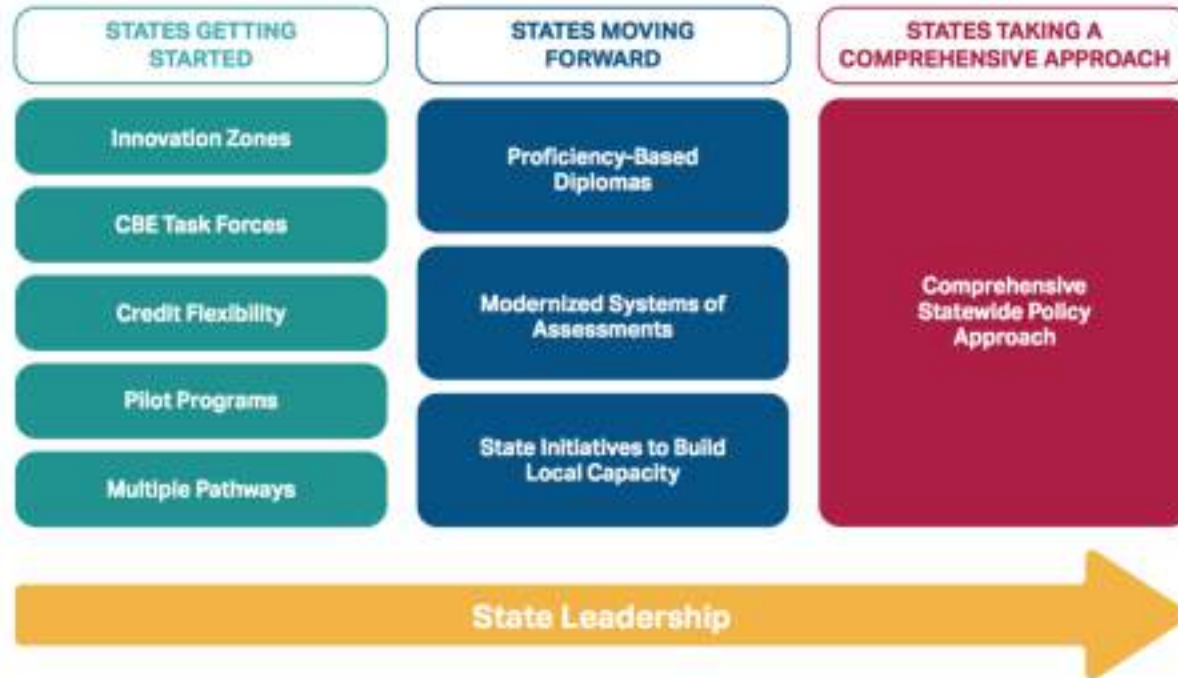 STATES GETTING
STARTED
Innovation Zones
CBE Task Forces
Credit Flexibility
Pilot Programs
Multiple Pathways
STATES MOVING
FORWARD
Proficiency-Based
Diplomas
Modernized Systems of
Assessments
State Initiatives to Build
Local Capacity
STATES TAKING A
COMPREHENSIVE APPROACH
Comprehensive
Statewide Policy
Approach
State Leadership